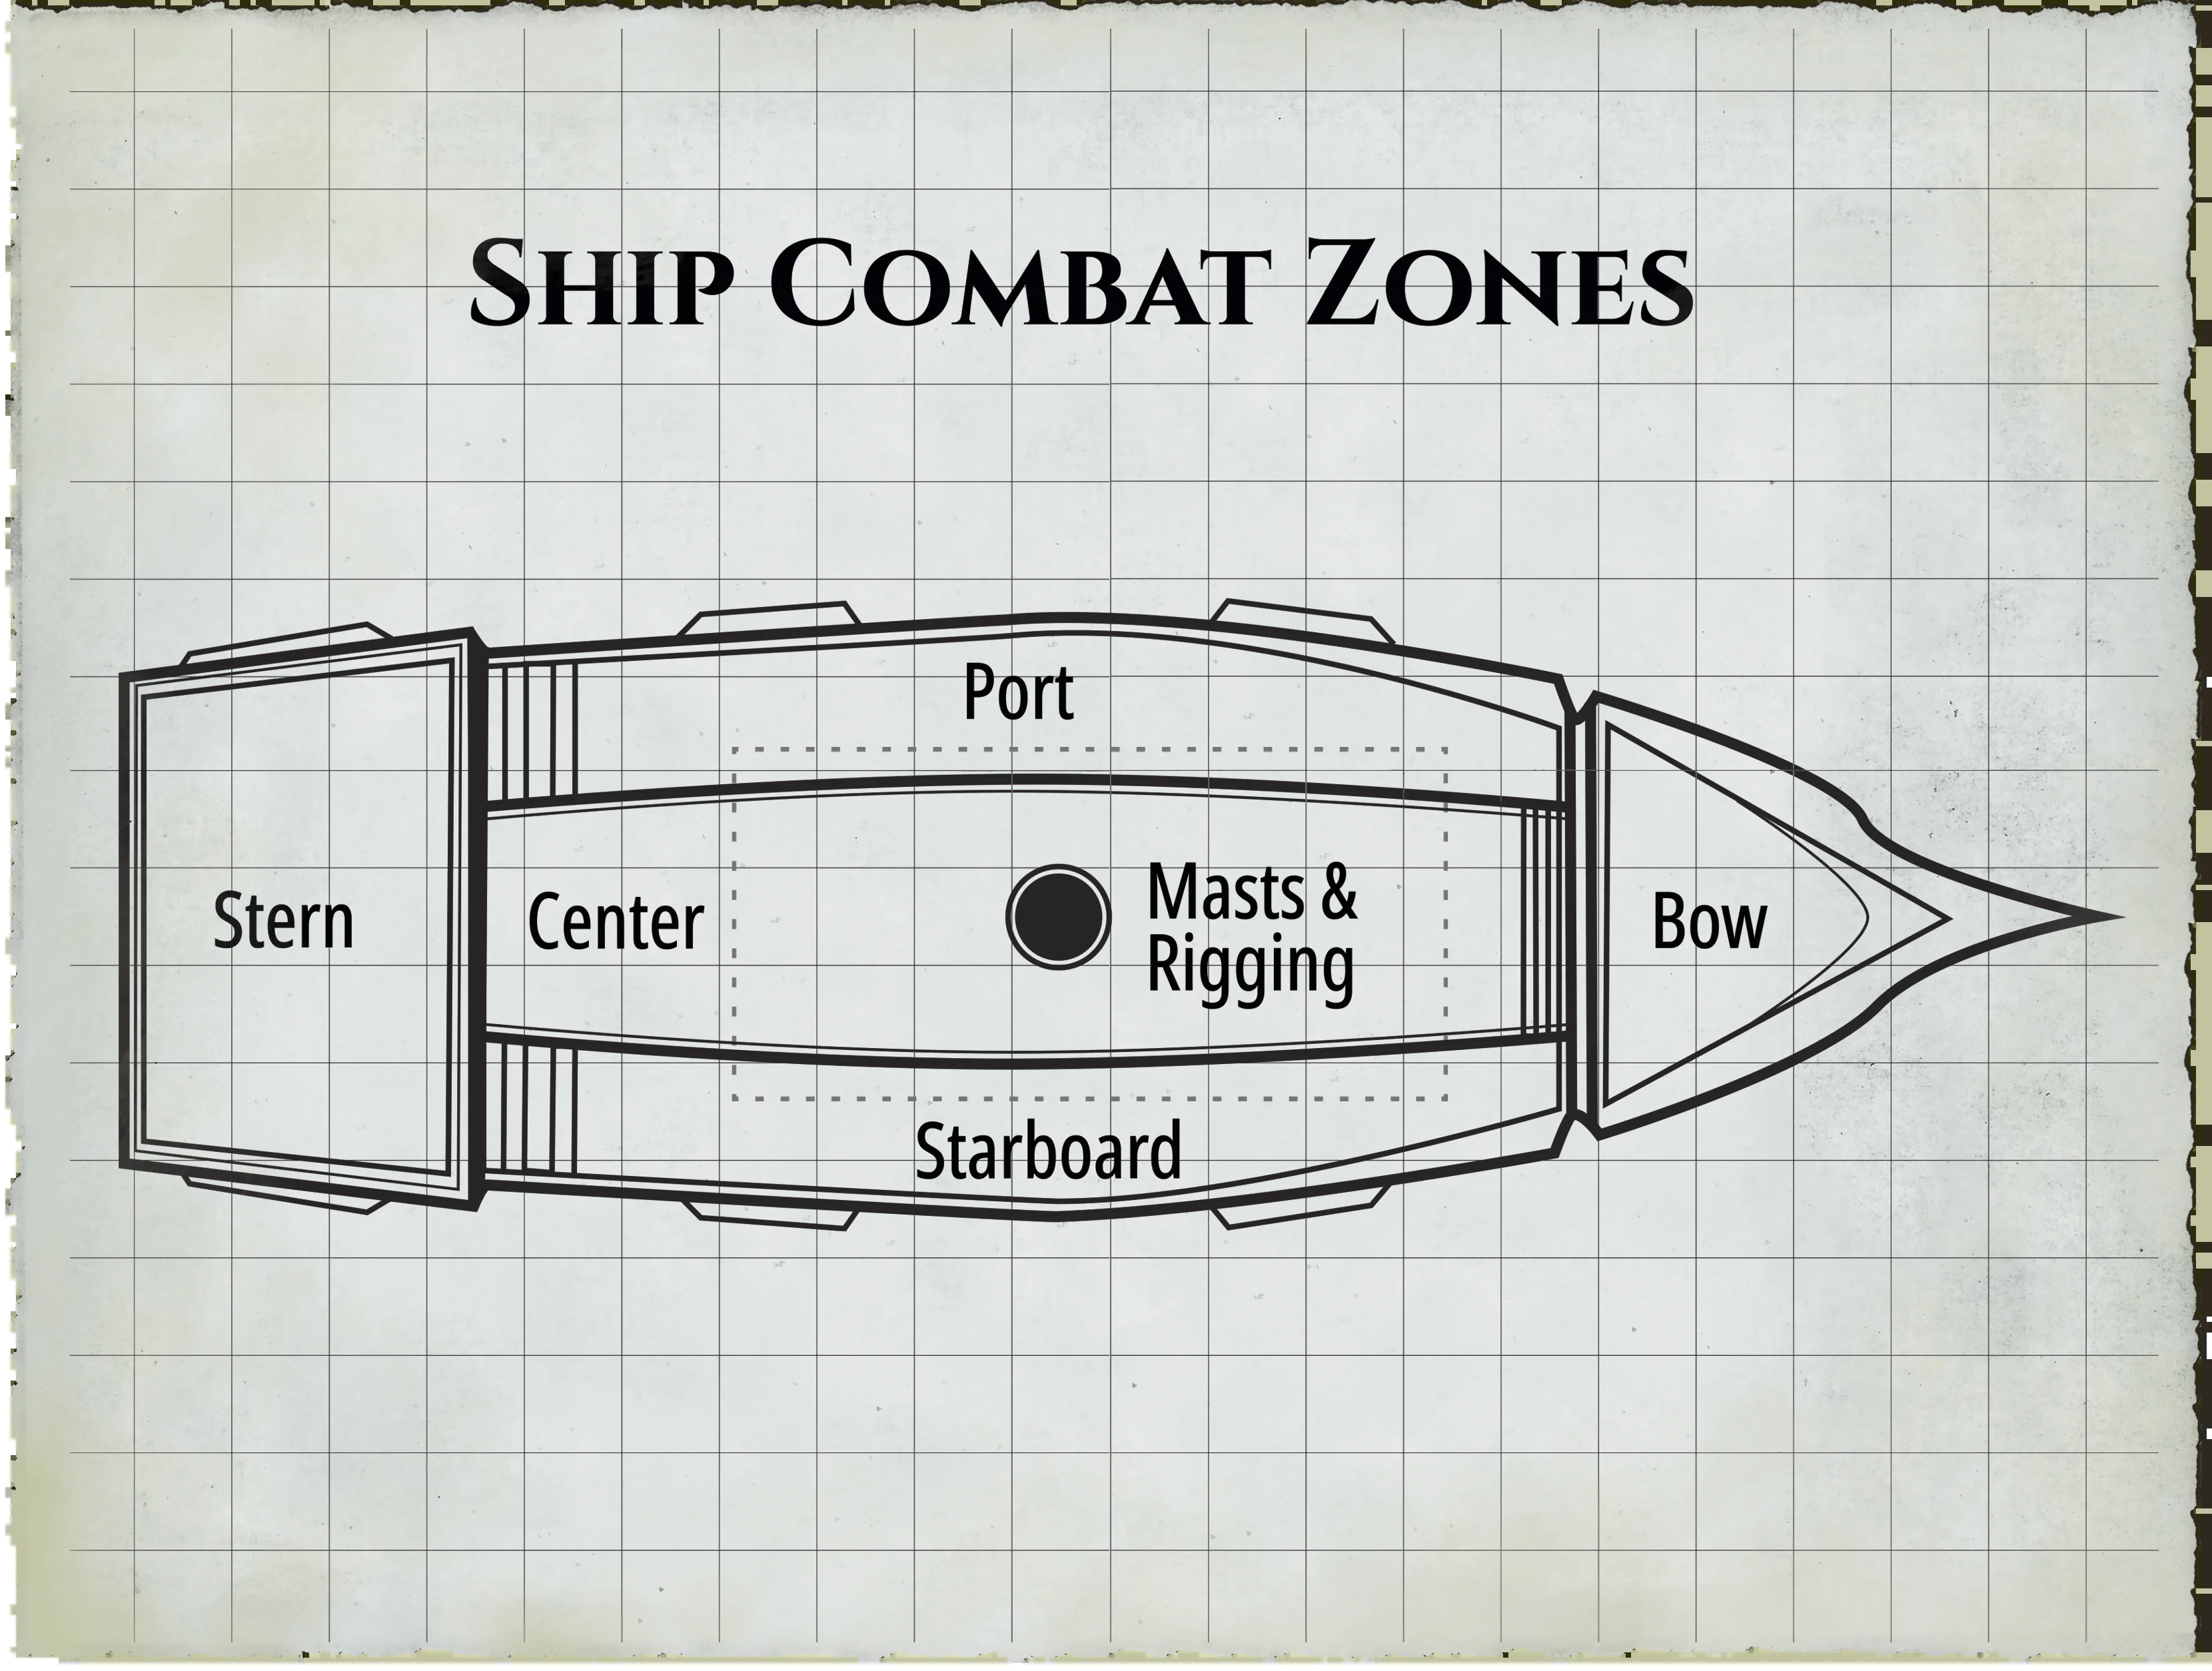 Ship Combat Zones
Port
Stern
Center
Masts &
Rigging
Bow
Starboard